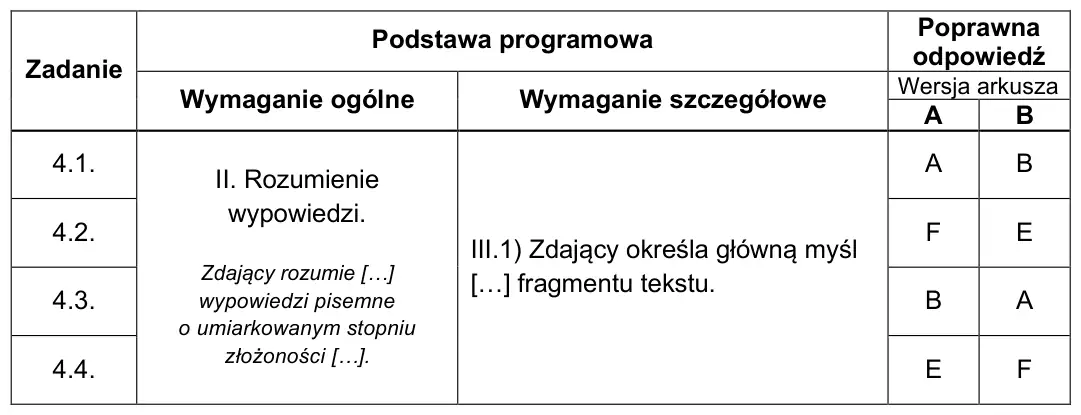 Zadanie
Podstawa programowa
Poprawna
odpowiedź
Wymaganie ogólne
Wymaganie szczegółowe
Wersja arkusza
A
B
4.1.
II. Rozumienie
wypowiedzi.
Zdający rozumie […]
wypowiedzi pisemne
o umiarkowanym stopniu
złożoności […].
III.1) Zdający określa główną myśl
[…] fragmentu tekstu.
A
B
4.2.
F
E
4.3.
B
A
4.4.
E
F